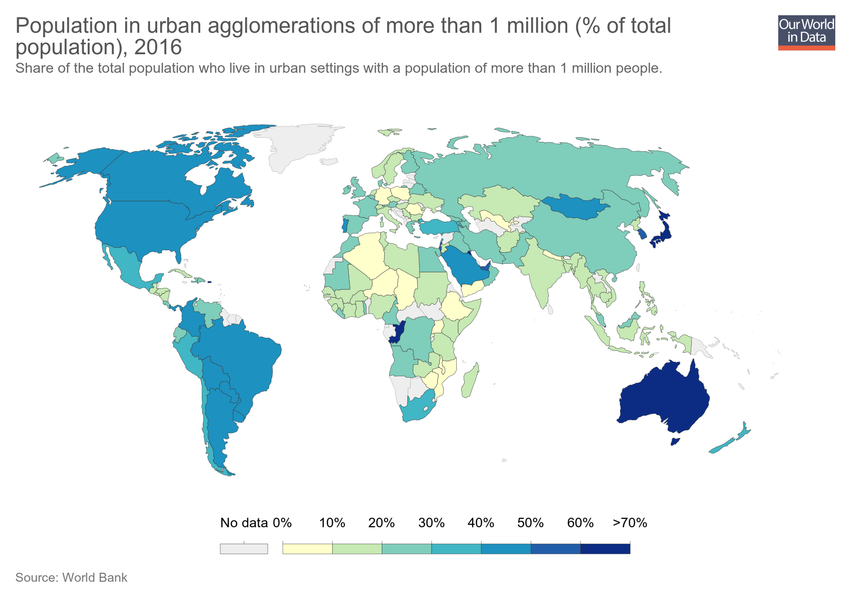 Population in urban agglomerations of more than 1 million (% of total
population), 2016
Share of the total population who live in urban settings with a population of more than 1 million people.
Our World
in Data
No data 0% 10% 20% 30% 40% 50% 60% >70%
Source: World Bank